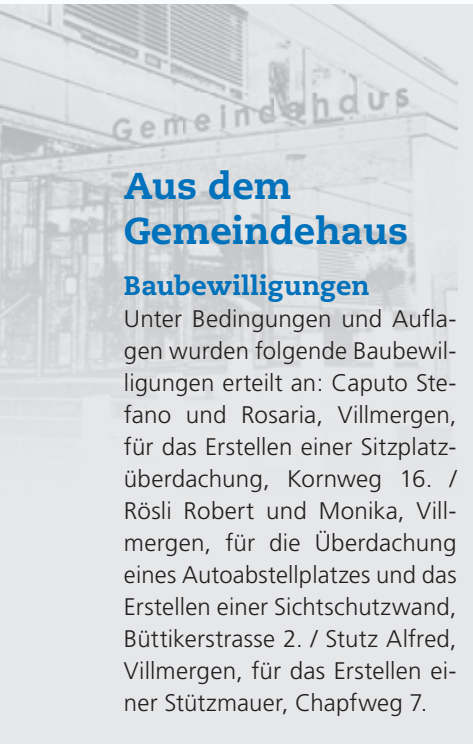 Gemeindehaus
Aus dem
Gemeindehaus
Baubewilligungen
Unter Bedingungen und Aufla-
gen wurden folgende Baubewil-
ligungen erteilt an: Caputo Ste-
fano und Rosaria, Villmergen,
für das Erstellen einer Sitzplatz-
überdachung, Kornweg 16. /
Rösli Robert und Monika, Vill-
mergen, für die Überdachung
eines Autoabstellplatzes und das
Erstellen einer Sichtschutzwand,
Büttikerstrasse 2. / Stutz Alfred,
Villmergen, für das Erstellen ei-
ner Stützmauer, Chapfweg 7.